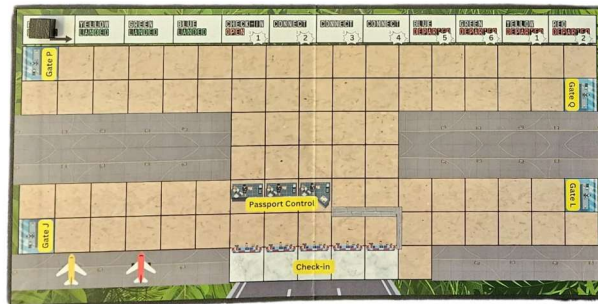 YELLOW
LANDED
GREEN
LANDED
BLUE
LANDED
CHECK-IN
OPEN
1
CONNECT
2
CONNECT
3
CONNECT
4
BLUE
DEPARTED
5
GREEN
DEPARTED
6
YELLOW
DEPARTED
1
RED
DEPARTED
2
Gate P
Gate Q
Gate L
Passport Control
Gate J
Check-in